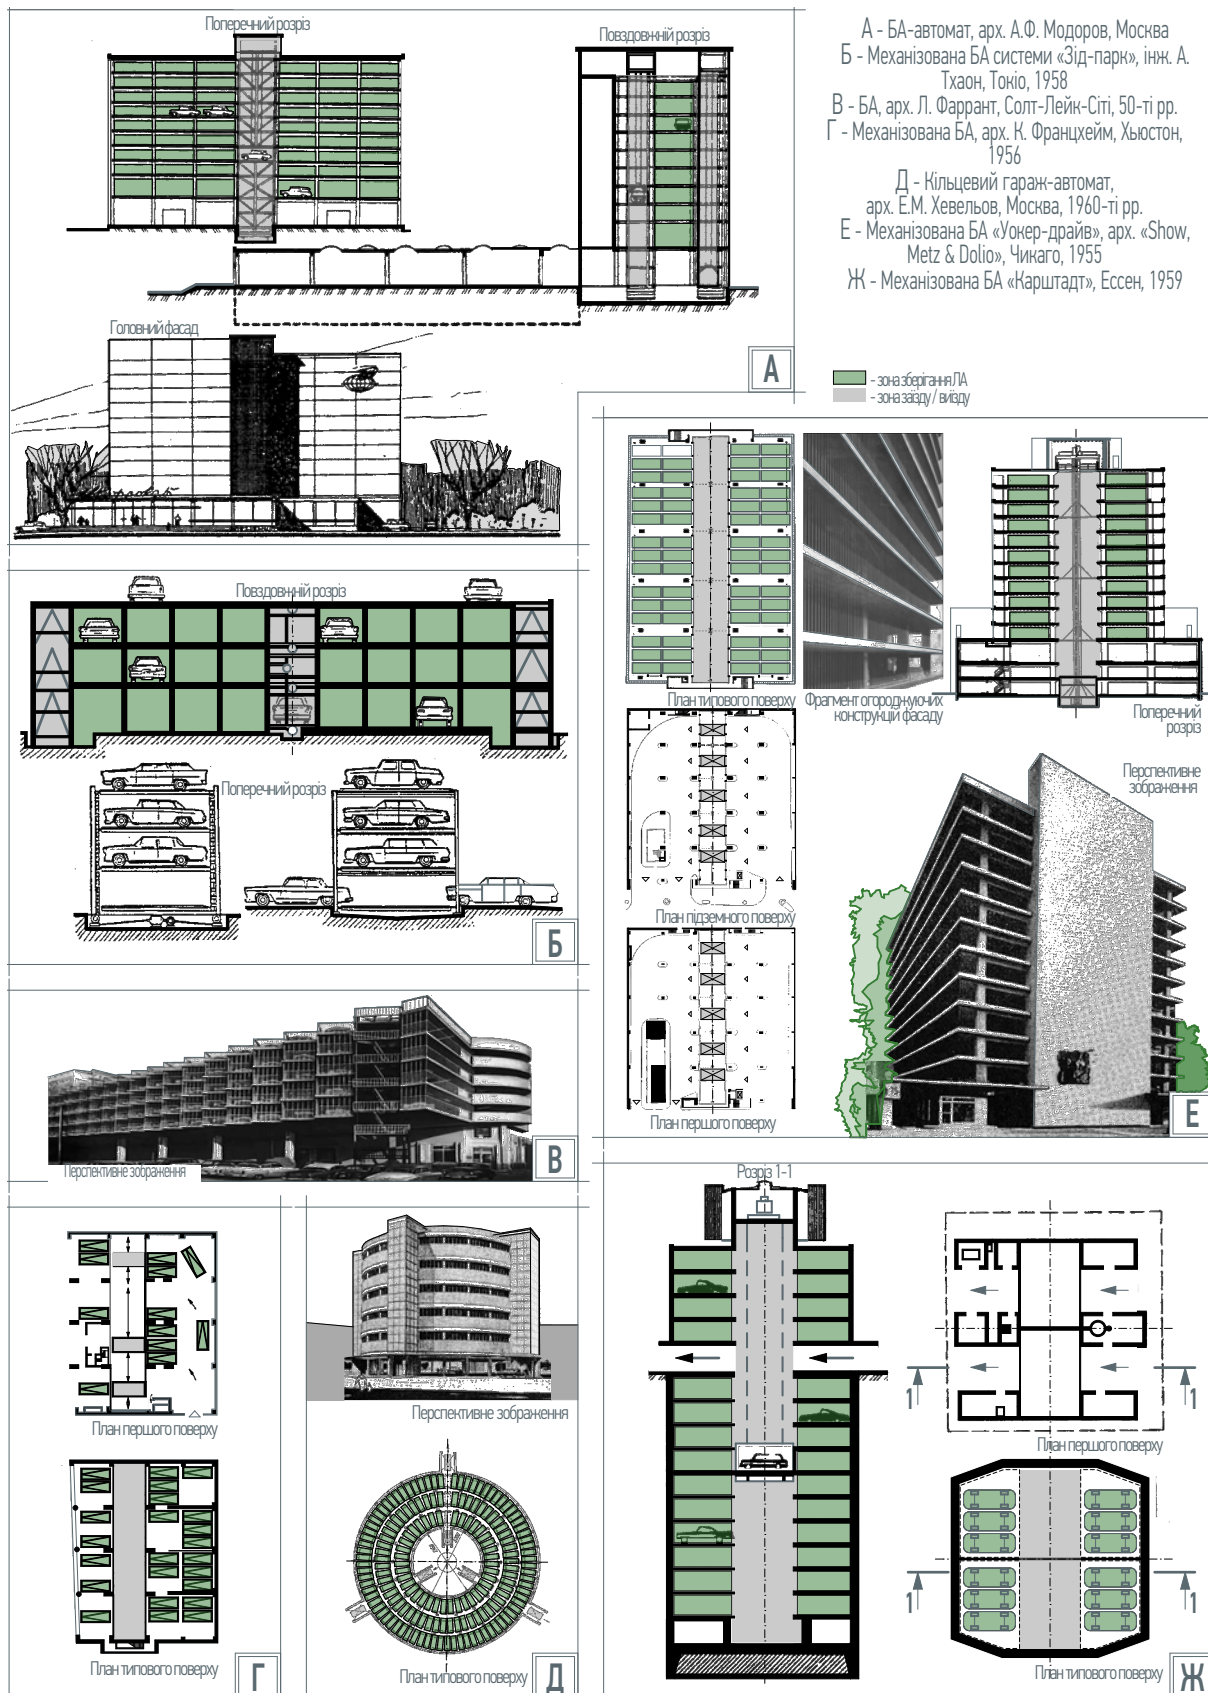 А - БА-автомат, арх. А.Ф. Модоров, Москва
Б - Механізована БА системи «Зід-парк», інж. А.
Тхаон, Токіо, 1958
В - БА, арх. Л. Фаррант, Солт-Лейк-Сіті, 50-ті рр.
Г - Механізована БА, арх. К. Францхейм, Хьюстон,
1956
Д - Кільцевий гараж-автомат,
арх. Е.М. Хевельов, Москва, 1960-ті рр.
Е - Механізована БА «Уокер-драйв», арх. «Show,
Metz & Dolio», Чикаго, 1955
Ж - Механізована БА «Карштадт», Ессен, 1959
- зона зберігання ЛА
- зона заїзду / виїзду
Поперечний розріз
Повздовжній розріз
Головний фасад
А
Повздовжній розріз
Поперечний розріз
Б
Перспективне зображення
В
План першого поверху
План типового поверху
Г
Перспективне зображення
План типового поверху
Д
План типового поверху
Фрагмент огороджуючих
конструкцій фасаду
Поперечний
розріз
План підземного поверху
Перспективне
зображення
План першого поверху
Е
Розріз 1-1
1
1
План першого поверху
1
1
План типового поверху
Ж